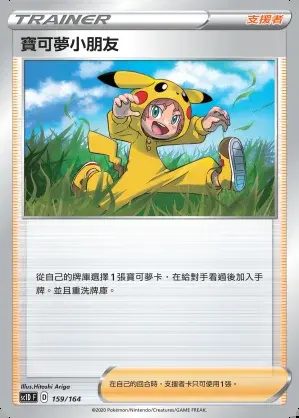 TRAINER
支援者
寶可夢小朋友
從自己的牌庫選擇1張寶可夢卡，在給對手看過後加入手
牌。並且重洗牌庫。
Illus.Hitoshi Ariga
sc1D F D 159/164
在自己的回合時，支援者卡只可使用1張。
©2020 Pokémon/Nintendo/Creatures/GAME FREAK.